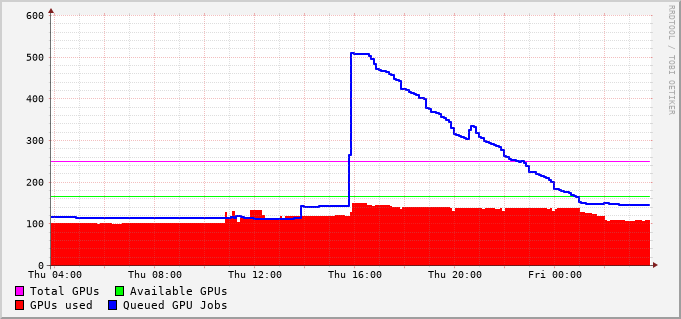 600
500
400
300
200
100
0
Thu 04:00 Thu 08:00 Thu 12:00 Thu 16:00 Thu 20:00 Fri 00:00
Total GPUs Available GPUs
GPUs used Queued GPU Jobs
RRDTOOL / TOBI OETIKER